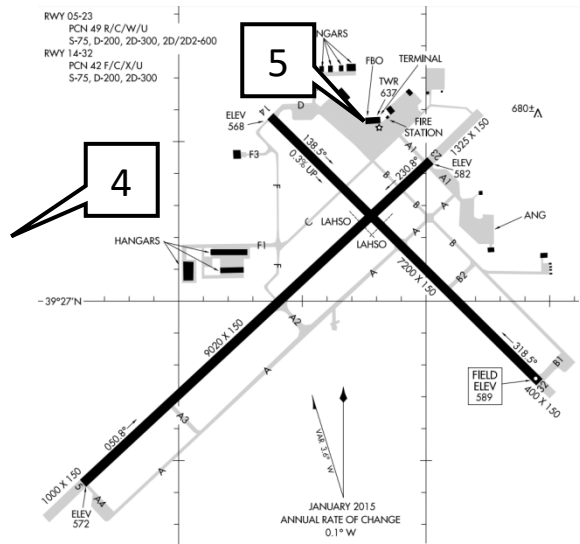 RWY 05-23
PCN 49 R/C/W/U
S-75, D-200, 2D-300, 2D/2D2-600
RWY 14-32
PCN 42 F/C/X/U
S-75, D-200, 2D-300
5
NGARS
FBO
TERMINAL
TWR
637
FIRE
STATION
680±
D
14
ELEV
568
A1
1325 X 150
23
ELEV
582
138.5°
0.3% UP
230.8°
F3
4
B
A1
A
F
C
LAHSO
LAHSO
B
A
B
ANG
HANGARS
F1
F
A
B2
7200 X 150
39°27'N
9020 X 150
A2
318.5°
B1
A
FIELD
ELEV
589
32
400 X 150
050.8°
A3
VAR 3.6° W
A
1000 X 150
5
A4
ELEV
572
JANUARY 2015
ANNUAL RATE OF CHANGE
0.1° W